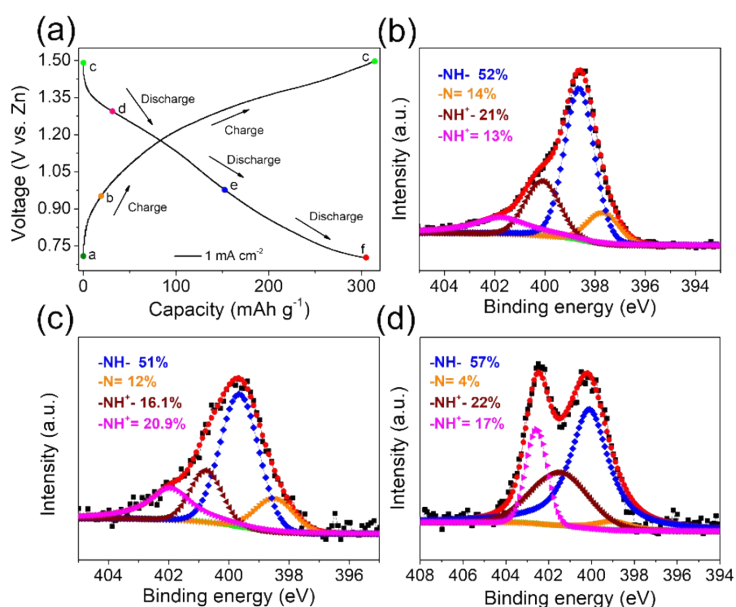 (a)
Voltage (V vs. Zn)
1.50
1.35
1.20
1.05
0.90
0.75
c
d
Discharge
Charge
c
Discharge
b
Charge
e
Discharge
a
1 mA cm⁻²
f
0
100
200
300
Capacity (mAh g⁻¹)
(b)
Intensity (a.u.)
-NH- 52%
-N= 14%
-NH⁺- 21%
-NH⁺= 13%
404 402 400 398 396 394
Binding energy (eV)
(c)
Intensity (a.u.)
-NH- 51%
-N= 12%
-NH⁺- 16.1%
-NH⁺= 20.9%
404 402 400 398 396
Binding energy (eV)
(d)
Intensity (a.u.)
-NH- 57%
-N= 4%
-NH⁺- 22%
-NH⁺= 17%
408 406 404 402 400 398 396 394
Binding energy (eV)